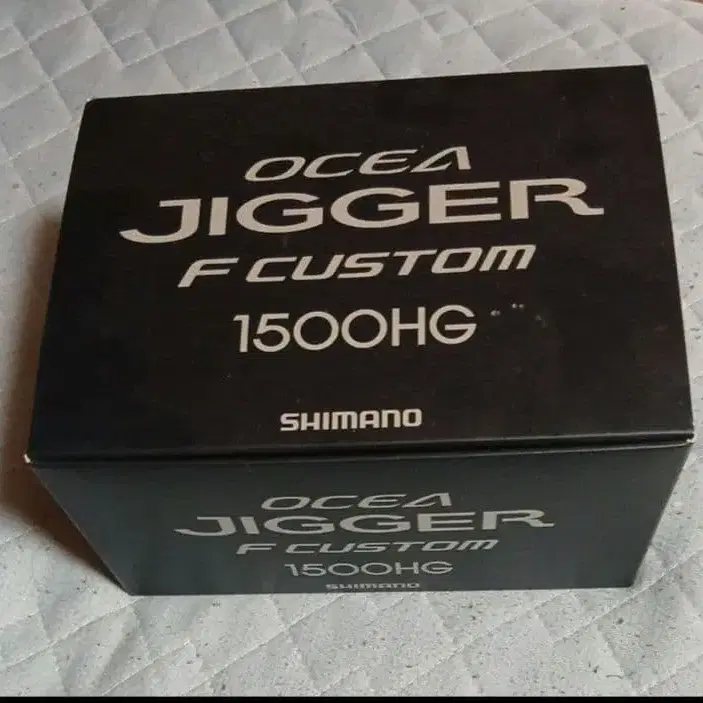 OCEA
JIGGER
F CUSTOM
1500HG
SHIMANO
OCEA
JIGGER
F CUSTOM
1500HG
SHIMANO